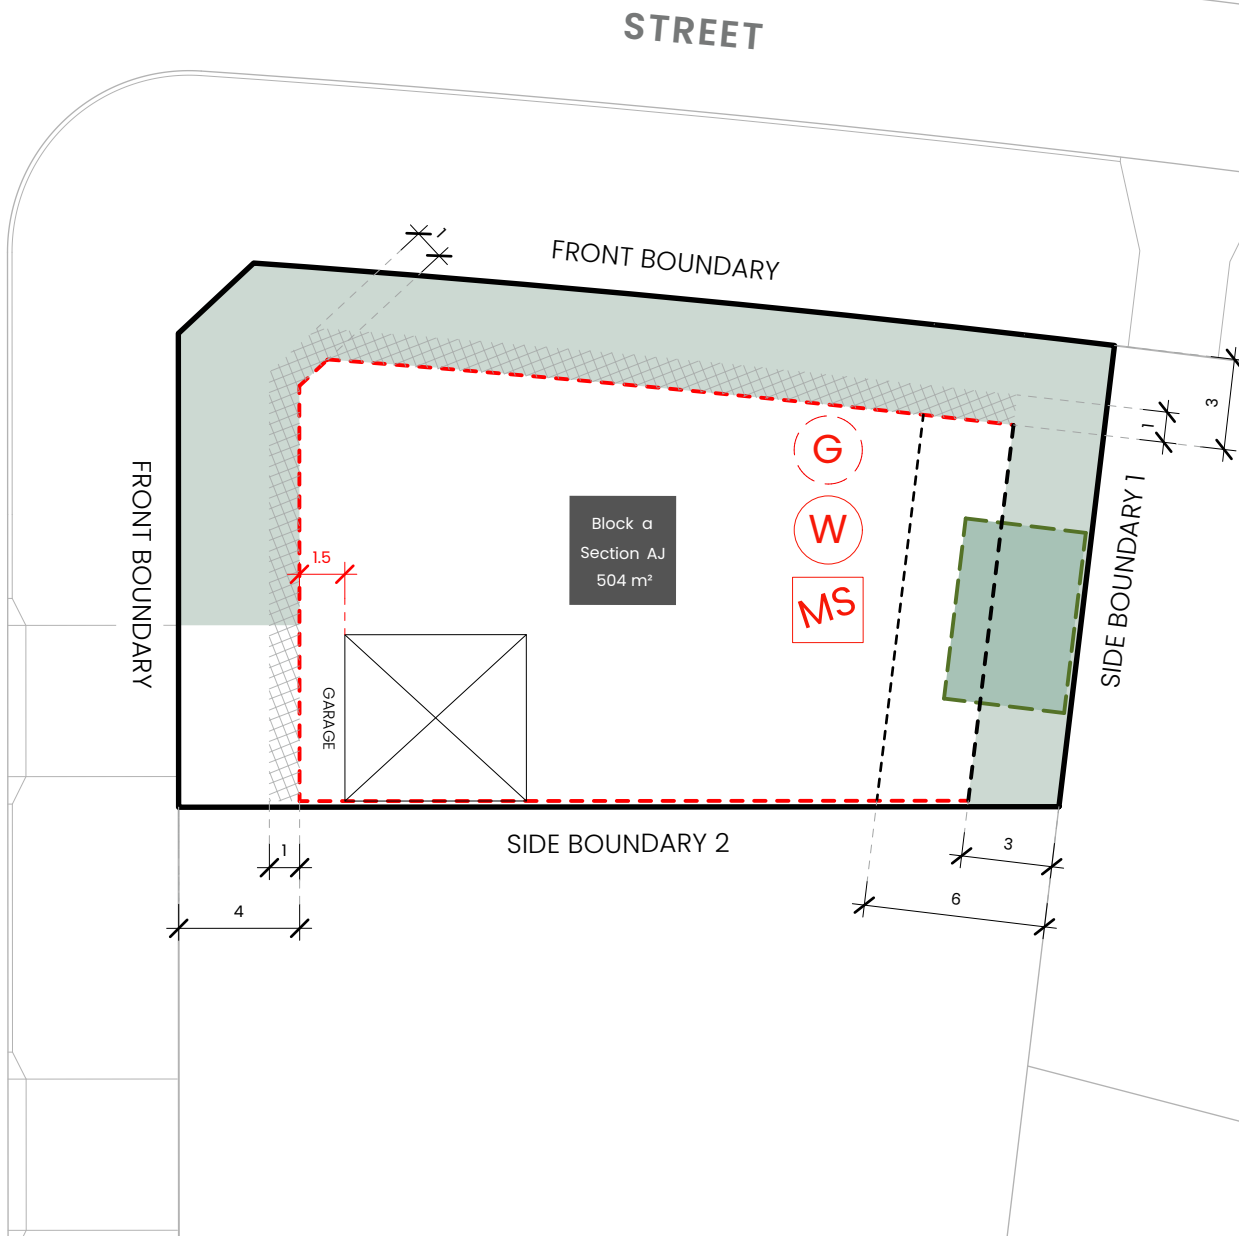 STREET
1
FRONT BOUNDARY
3
1
G
FRONT BOUNDARY
SIDE BOUNDARY 1
Block a
Section AJ
504 m²
W
1.5
MS
GARAGE
SIDE BOUNDARY 2
1
3
4
6